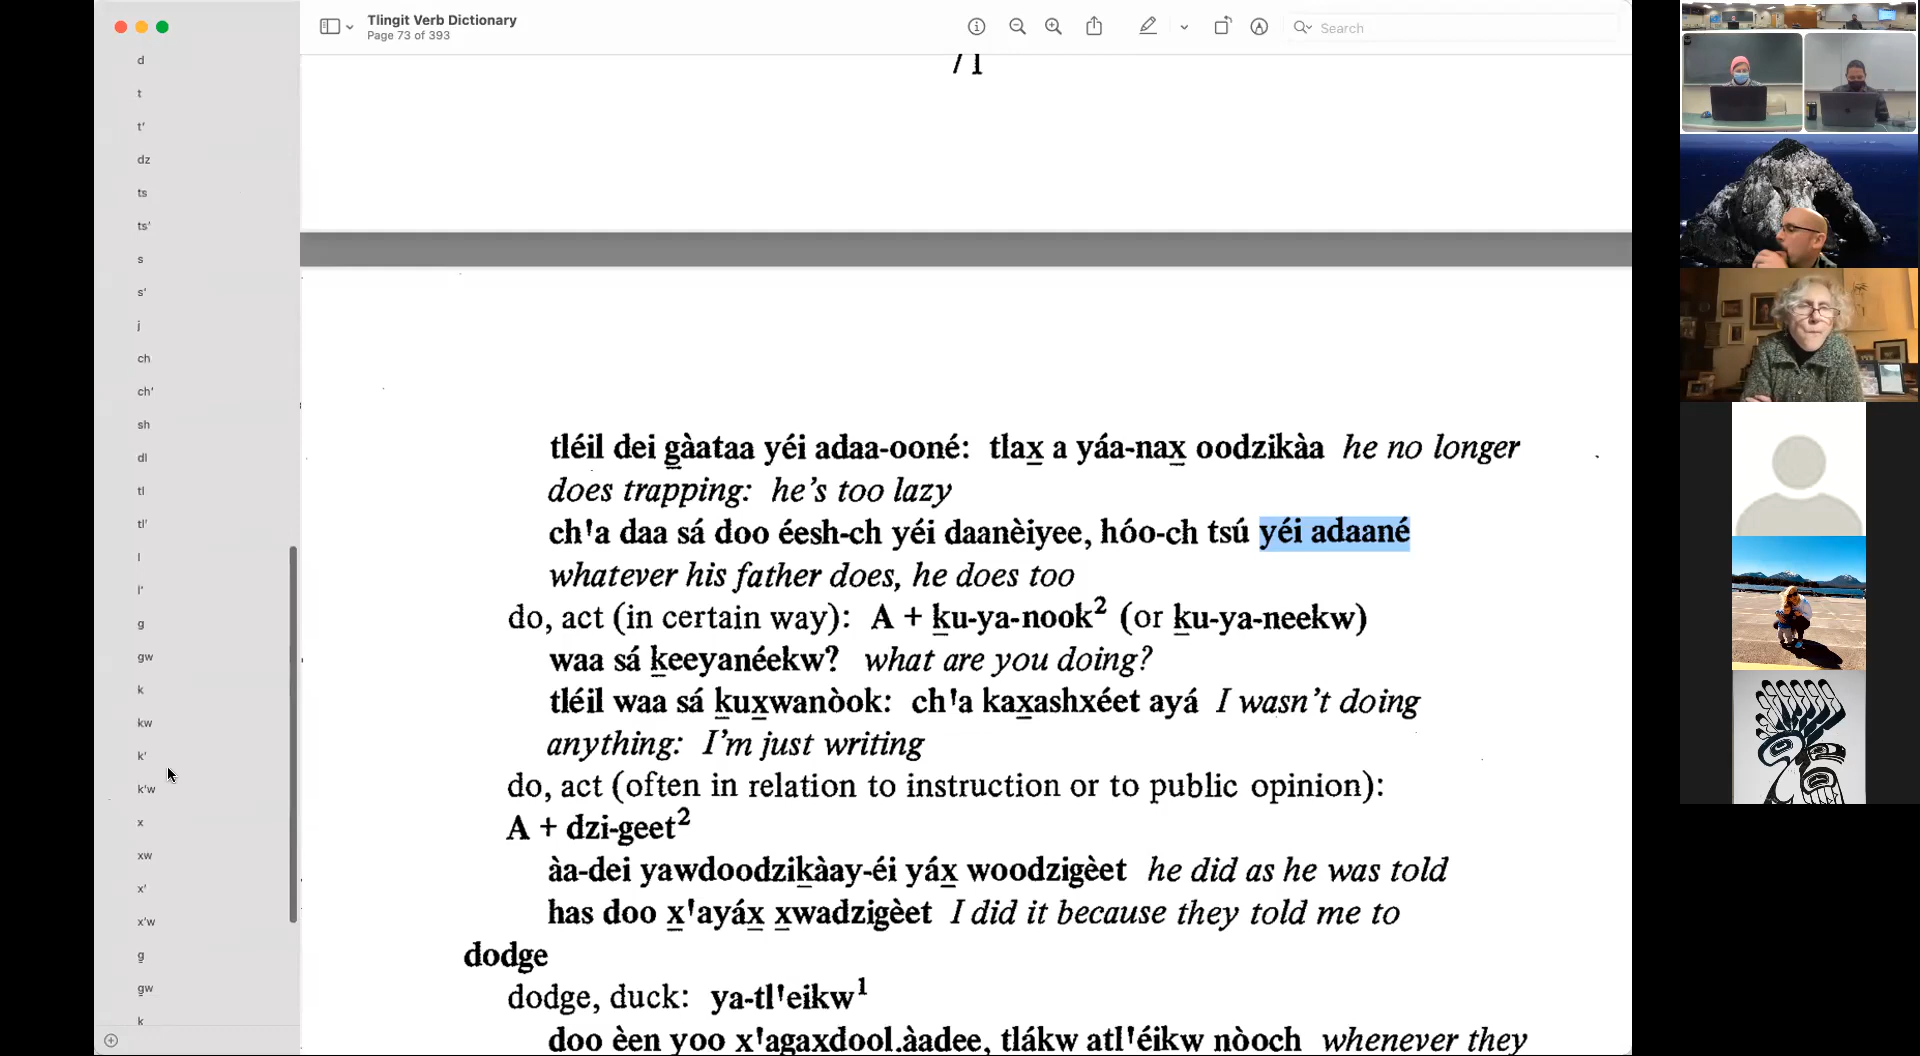 Tlingit Verb Dictionary
Page 73 of 393
Search
d
t
t'
dz
ts
ts'
s
s'
j
ch
ch'
sh
dl
tl
tl'
l
l'
g
gw
k
kw
k'
k'w
x
xw
x'
x'w
g̲
g̲w
k
71
tléil dei g̲àataa yéi adaa-ooné: tlax̲ a yáa-nax̲ oodzikàa he no longer
does trapping: he's too lazy
ch'a daa sá doo éesh-ch yéi daanèiyee, hóo-ch tsú yéi adaané
whatever his father does, he does too
do, act (in certain way): A + k̲u-ya-nook² (or k̲u-ya-neekw)
waa sá k̲eeyanéekw? what are you doing?
tléil waa sá k̲ux̲wanòok: ch'a kax̲ashxéet ayá I wasn't doing
anything: I'm just writing
do, act (often in relation to instruction or to public opinion):
A + dzi-geet²
àa-dei yawdoodzik̲àay-éi yáx̲ woodzigèet he did as he was told
has doo x̲'ayáx̲ x̲wadzigèet I did it because they told me to
dodge
dodge, duck: ya-tl'eikw¹
doo èen yoo x̲'agax̲dool.àadee, tlákw atl'éikw nòoch whenever they